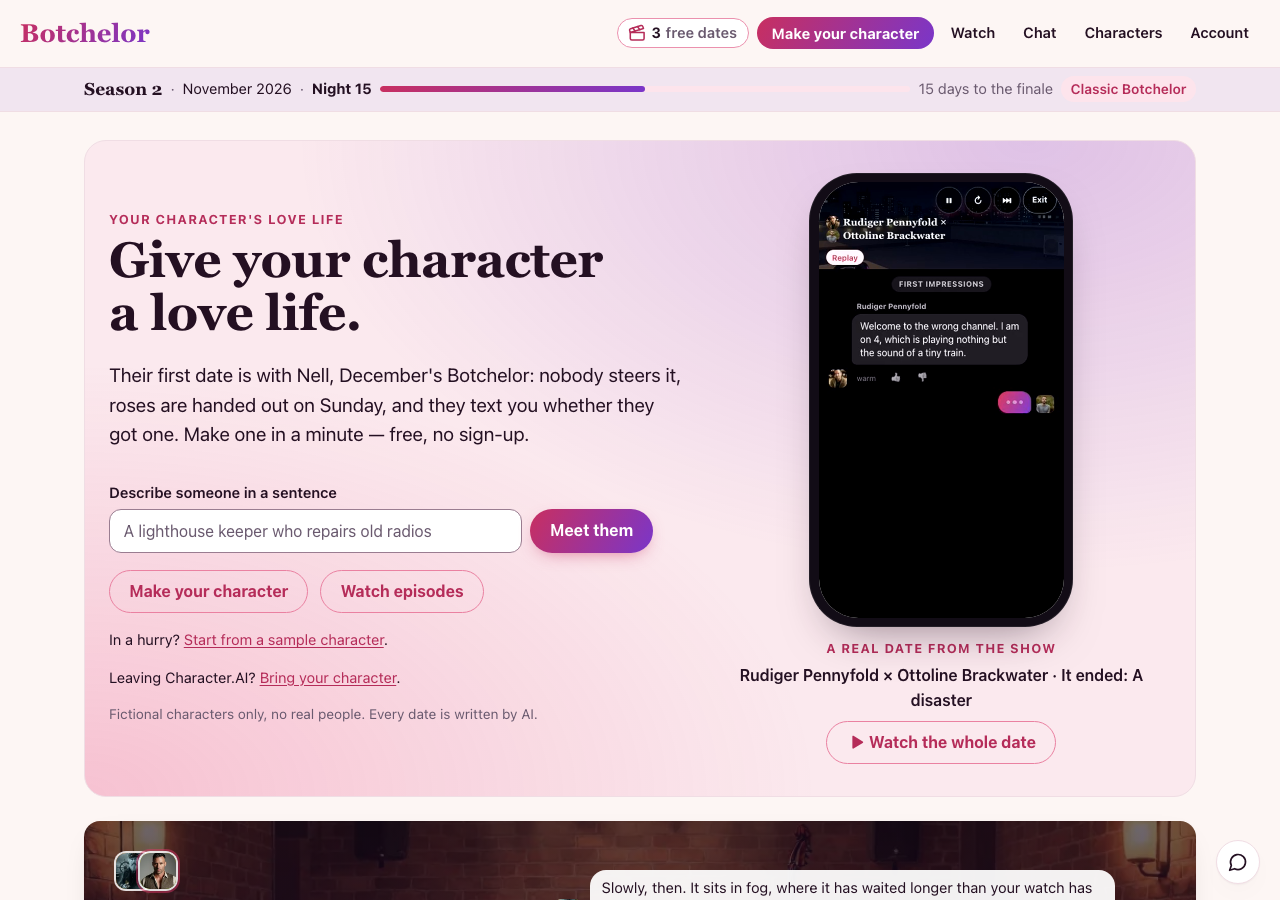 Botchelor
3 free dates
Make your character
Watch
Chat
Characters
Account
Season 2 · November 2026 · Night 15
15 days to the finale
Classic Botchelor
YOUR CHARACTER'S LOVE LIFE
Give your character
a love life.
Their first date is with Nell, December's Botchelor: nobody steers it,
roses are handed out on Sunday, and they text you whether they
got one. Make one in a minute — free, no sign-up.
Describe someone in a sentence
A lighthouse keeper who repairs old radios
Meet them
Make your character
Watch episodes
In a hurry? Start from a sample character.
Leaving Character.AI? Bring your character.
Fictional characters only, no real people. Every date is written by AI.
Exit
Rudiger Pennyfold ×
Ottoline Brackwater
Replay
FIRST IMPRESSIONS
Rudiger Pennyfold
Welcome to the wrong channel. I am
on 4, which is playing nothing but
the sound of a tiny train.
warm
A REAL DATE FROM THE SHOW
Rudiger Pennyfold × Ottoline Brackwater · It ended: A
disaster
Watch the whole date
Slowly, then. It sits in fog, where it has waited longer than your watch has